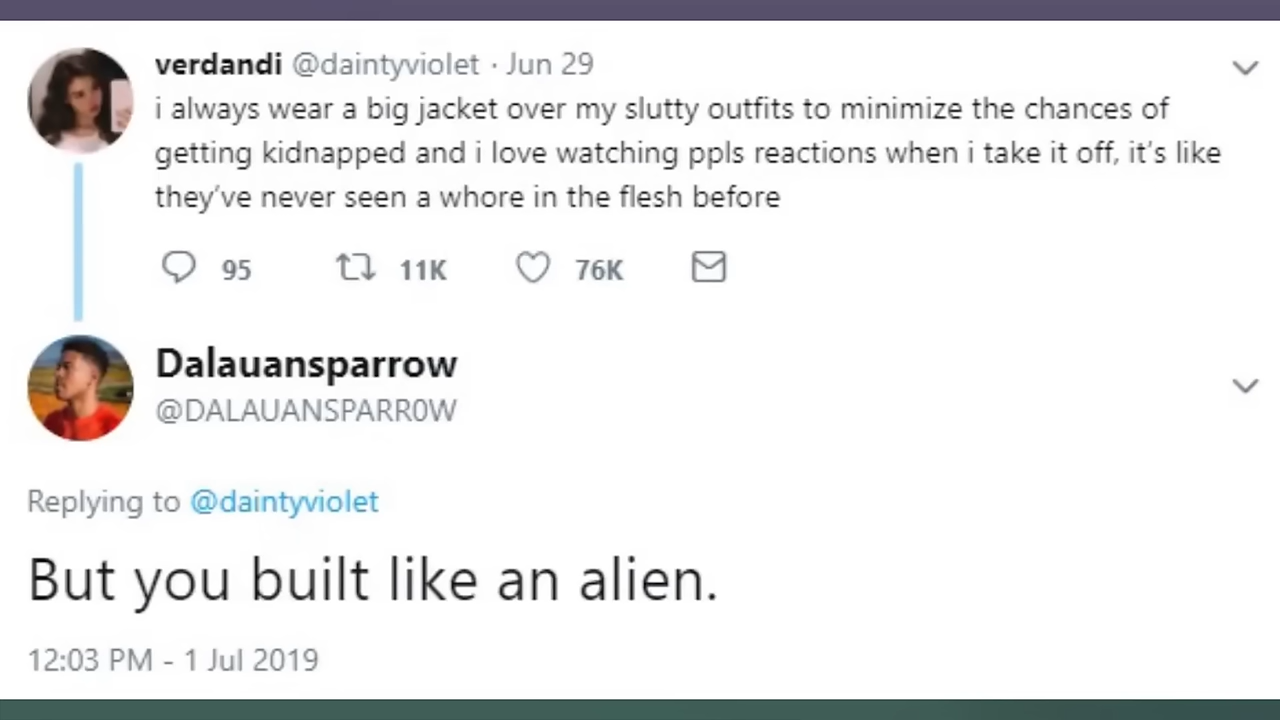 verdandi @daintyviolet · Jun 29
i always wear a big jacket over my slutty outfits to minimize the chances of
getting kidnapped and i love watching ppls reactions when i take it off, it's like
they've never seen a whore in the flesh before
95 11K 76K
Dalauansparrow
@DALAUANSPARR0W
Replying to @daintyviolet
But you built like an alien.
12:03 PM - 1 Jul 2019